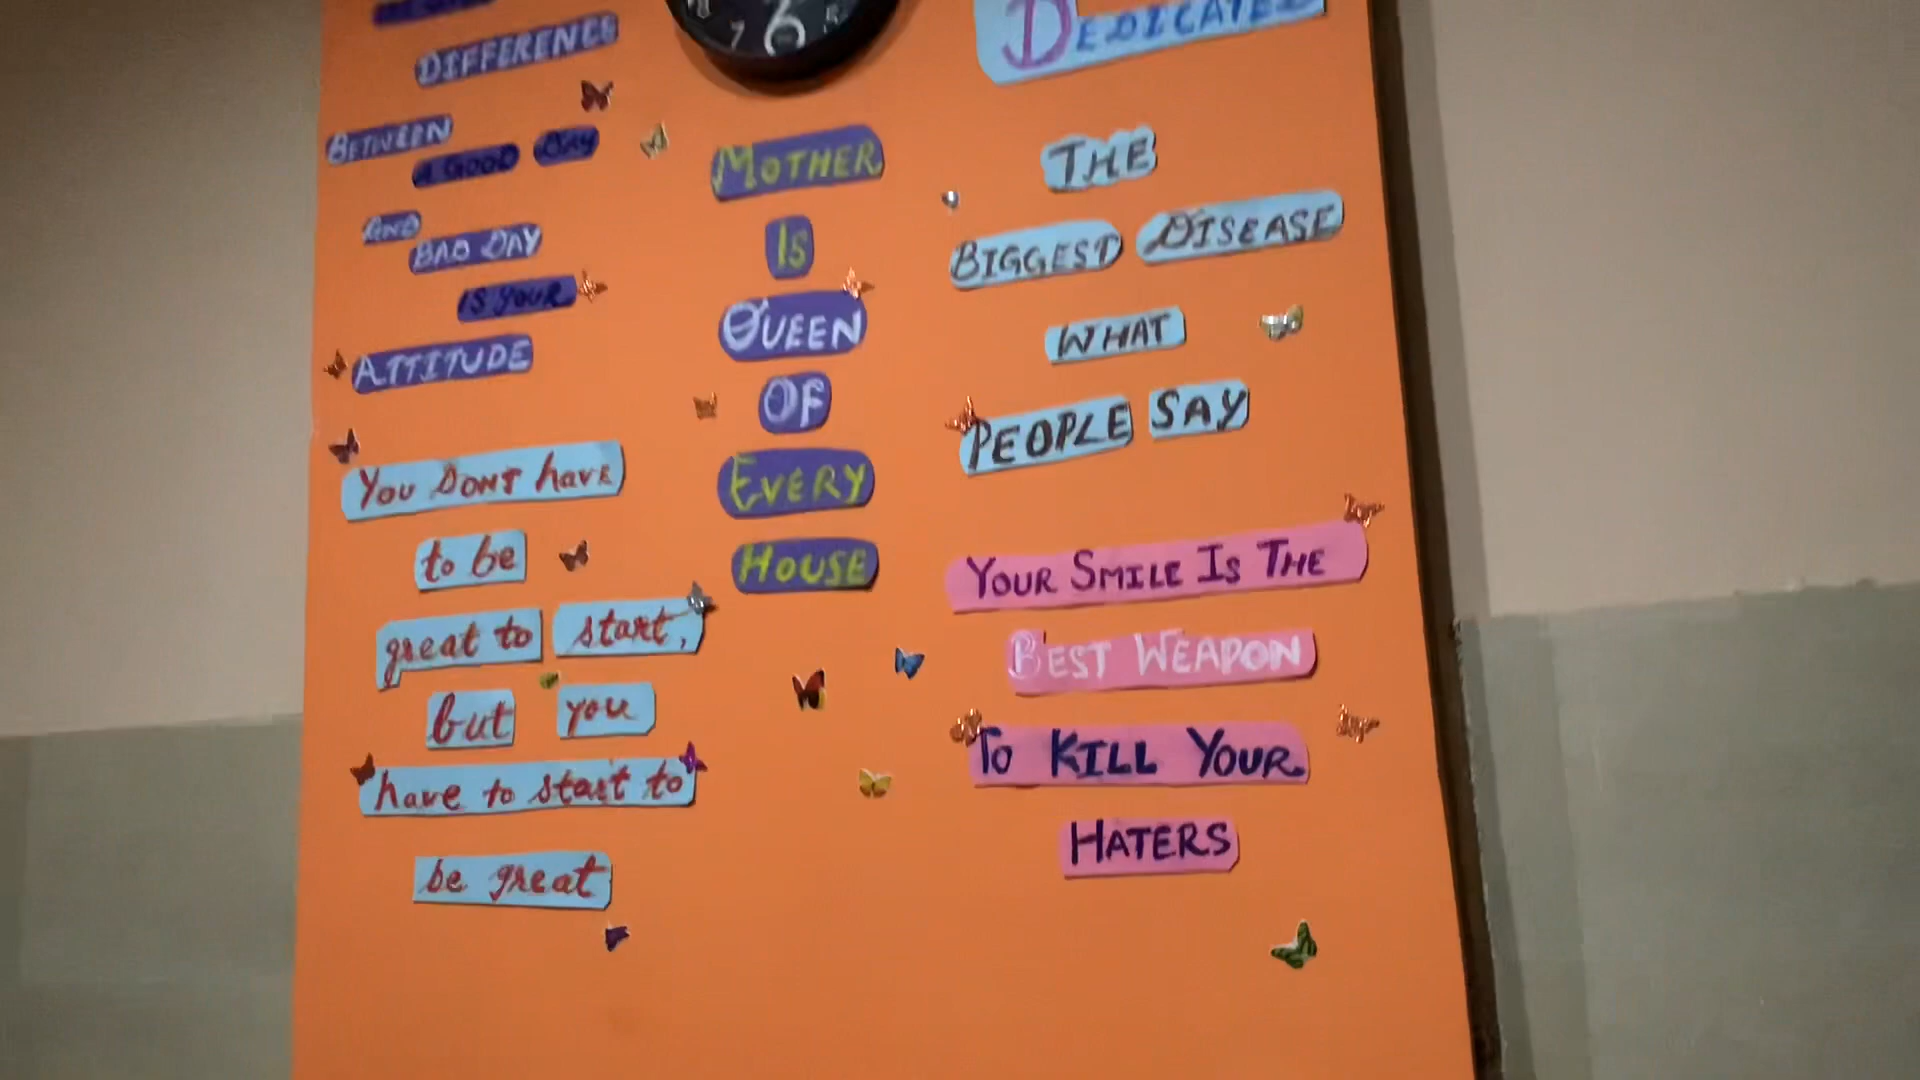 DIFFERENCE
BETWEEN
A GOOD DAY
AND
BAD DAY
IS YOUR
ATTITUDE
You DONT have
to be
great to start,
but you
have to start to
be great
7 6
MOTHER
IS
QUEEN
OF
EVERY
HOUSE
DEDICATED
THE
BIGGEST DISEASE
WHAT
PEOPLE SAY
YOUR SMILE IS THE
BEST WEAPON
To KILL YOUR
HATERS